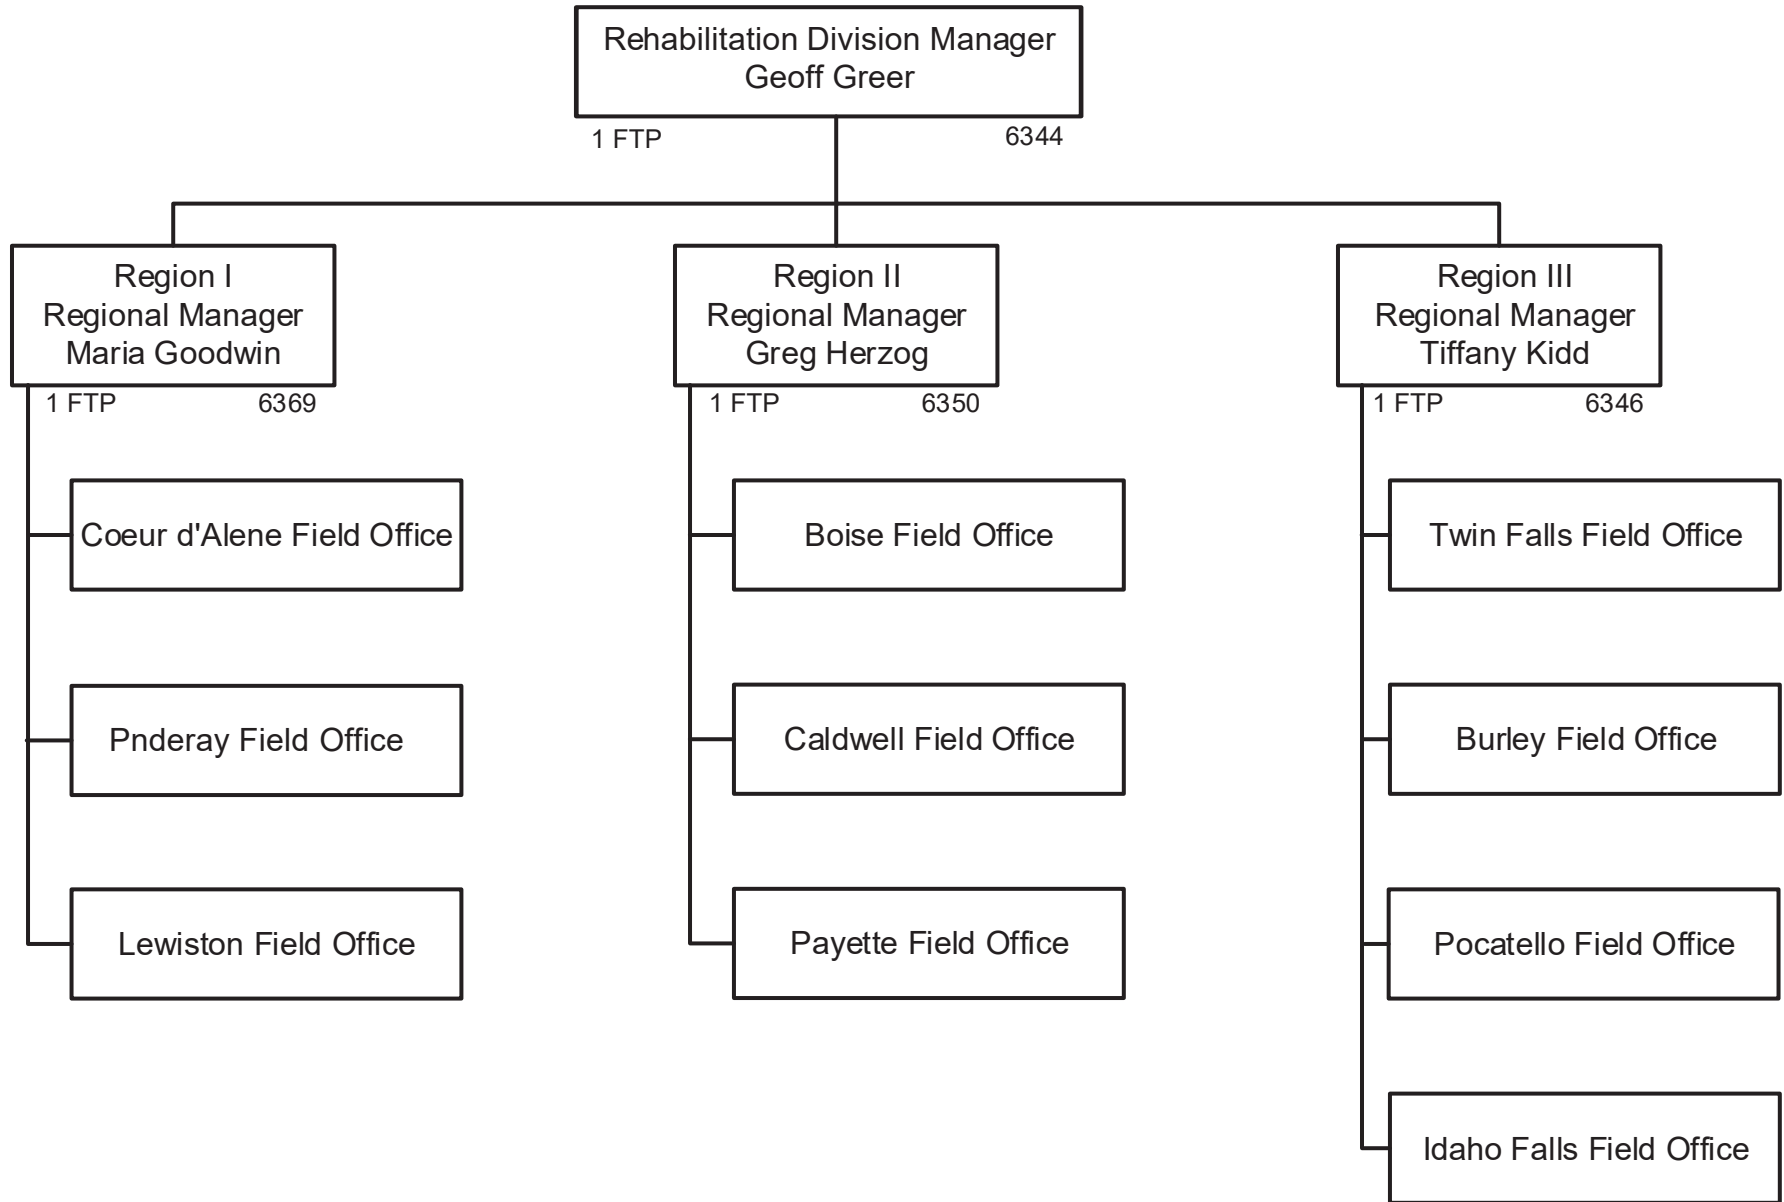 Rehabilitation Division Manager
Geoff Greer
1 FTP 6344
Region I
Regional Manager
Maria Goodwin
1 FTP 6369
Coeur d'Alene Field Office
Pnderay Field Office
Lewiston Field Office
Region II
Regional Manager
Greg Herzog
1 FTP 6350
Boise Field Office
Caldwell Field Office
Payette Field Office
Region III
Regional Manager
Tiffany Kidd
1 FTP 6346
Twin Falls Field Office
Burley Field Office
Pocatello Field Office
Idaho Falls Field Office